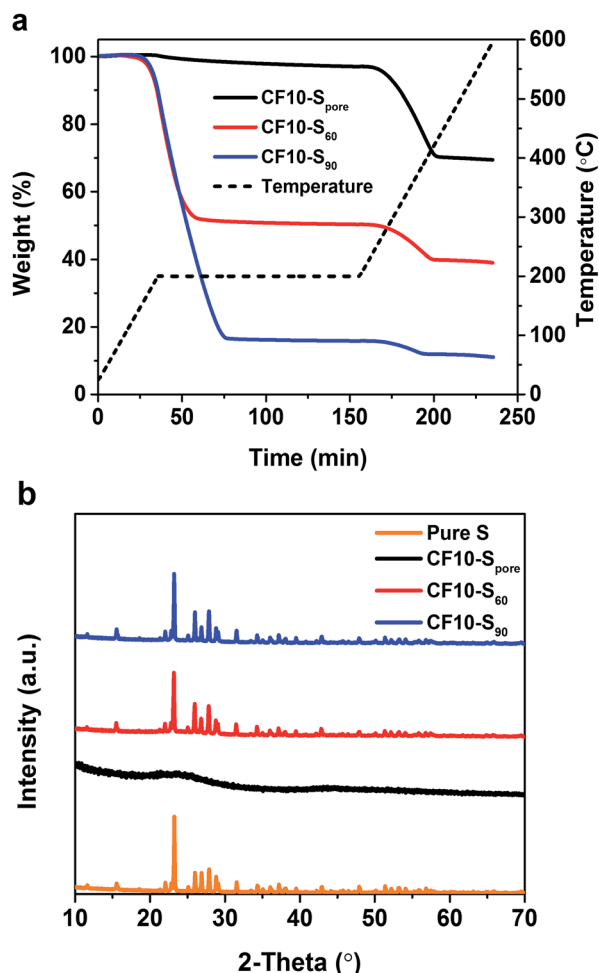 a
100
80
60
40
20
0
Weight (%)
CF10-Spore
CF10-S60
CF10-S90
Temperature
600
500
400
300
200
100
0
Temperature (°C)
0 50 100 150 200 250
Time (min)
b
Pure S
CF10-Spore
CF10-S60
CF10-S90
Intensity (a.u.)
10 20 30 40 50 60 70
2-Theta (°)